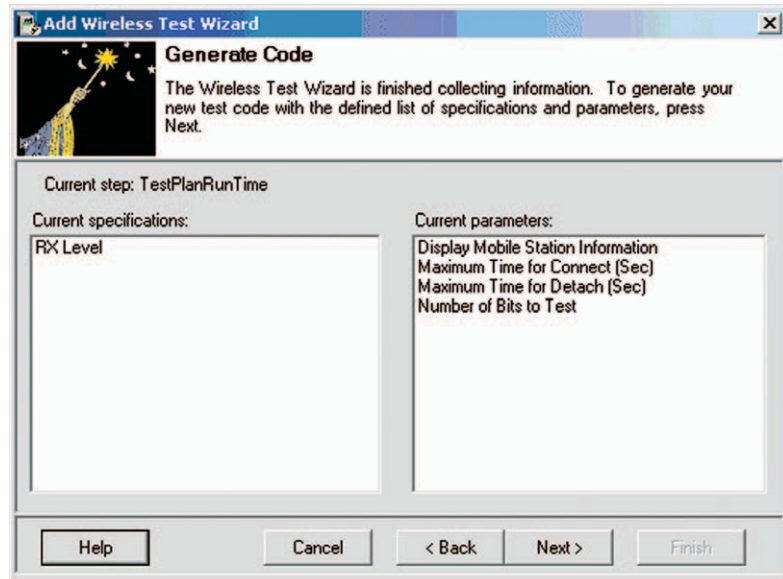 Add Wireless Test Wizard
Generate Code
The Wireless Test Wizard is finished collecting information. To generate your
new test code with the defined list of specifications and parameters, press
Next.
Current step: TestPlanRunTime
Current specifications:
RX Level
Current parameters:
Display Mobile Station Information
Maximum Time for Connect (Sec)
Maximum Time for Detach (Sec)
Number of Bits to Test
Help
Cancel
< Back
Next >
Finish